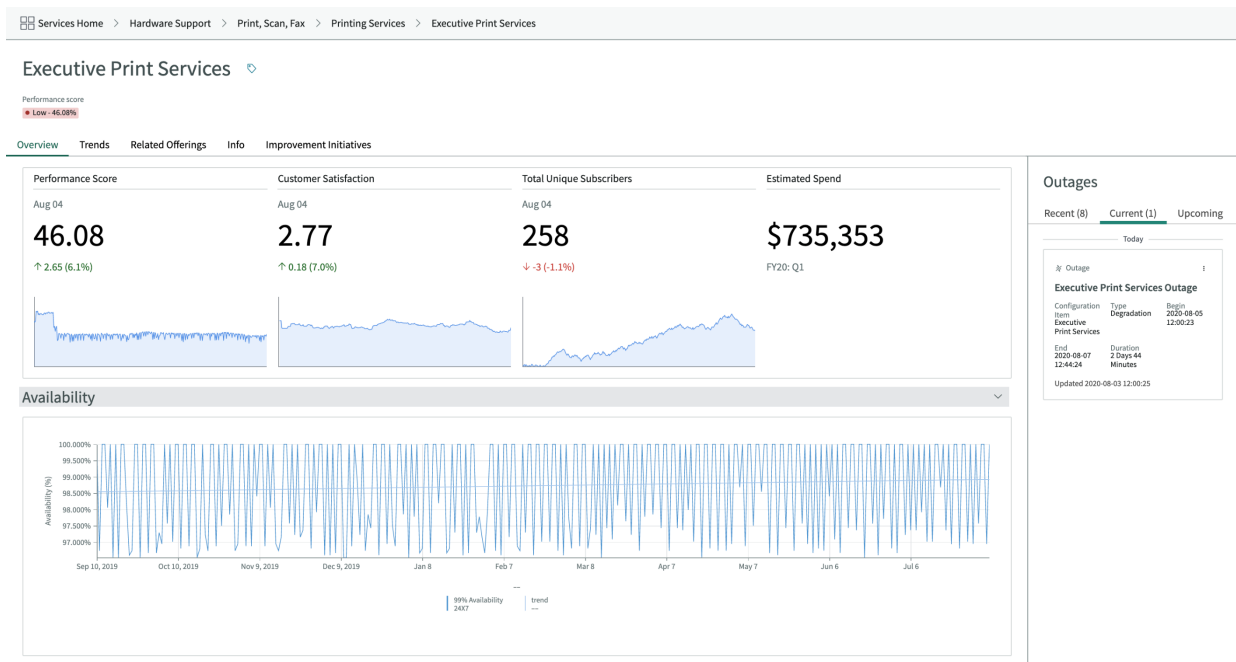 Services Home > Hardware Support > Print, Scan, Fax > Printing Services > Executive Print Services
Executive Print Services
Performance score
Low - 46.08%
Overview Trends Related Offerings Info Improvement Initiatives
Performance Score Customer Satisfaction Total Unique Subscribers Estimated Spend
Aug 04 Aug 04 Aug 04
46.08 2.77 258 $735,353
↑ 2.65 (6.1%) ↑ 0.18 (7.0%) ↓ -3 (-1.1%) FY20: Q1
Availability
100.000%
99.500%
99.000%
98.500%
98.000%
97.500%
97.000%
Availability (%)
Sep 10, 2019 Oct 10, 2019 Nov 9, 2019 Dec 9, 2019 Jan 8 Feb 7 Mar 8 Apr 7 May 7 Jun 6 Jul 6
---
99% Availability trend
24X7 ---
Outages
Recent (8) Current (1) Upcoming
Today
Outage
Executive Print Services Outage
Configuration Type Begin
Item Degradation 2020-08-05
Executive 12:00:23
Print Services
End Duration
2020-08-07 2 Days 44
12:44:24 Minutes
Updated 2020-08-03 12:00:25